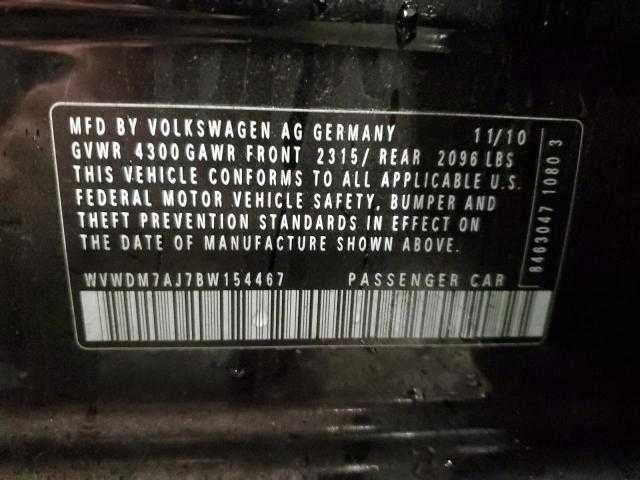 MFD BY VOLKSWAGEN AG GERMANY 11/10
GVWR 4300 GAWR FRONT 2315/ REAR 2096 LBS
THIS VEHICLE CONFORMS TO ALL APPLICABLE U.S.
FEDERAL MOTOR VEHICLE SAFETY, BUMPER AND
THEFT PREVENTION STANDARDS IN EFFECT ON
THE DATE OF MANUFACTURE SHOWN ABOVE.
WVWDM7AJ7BW154467 PASSENGER CAR
8463047 1080 3